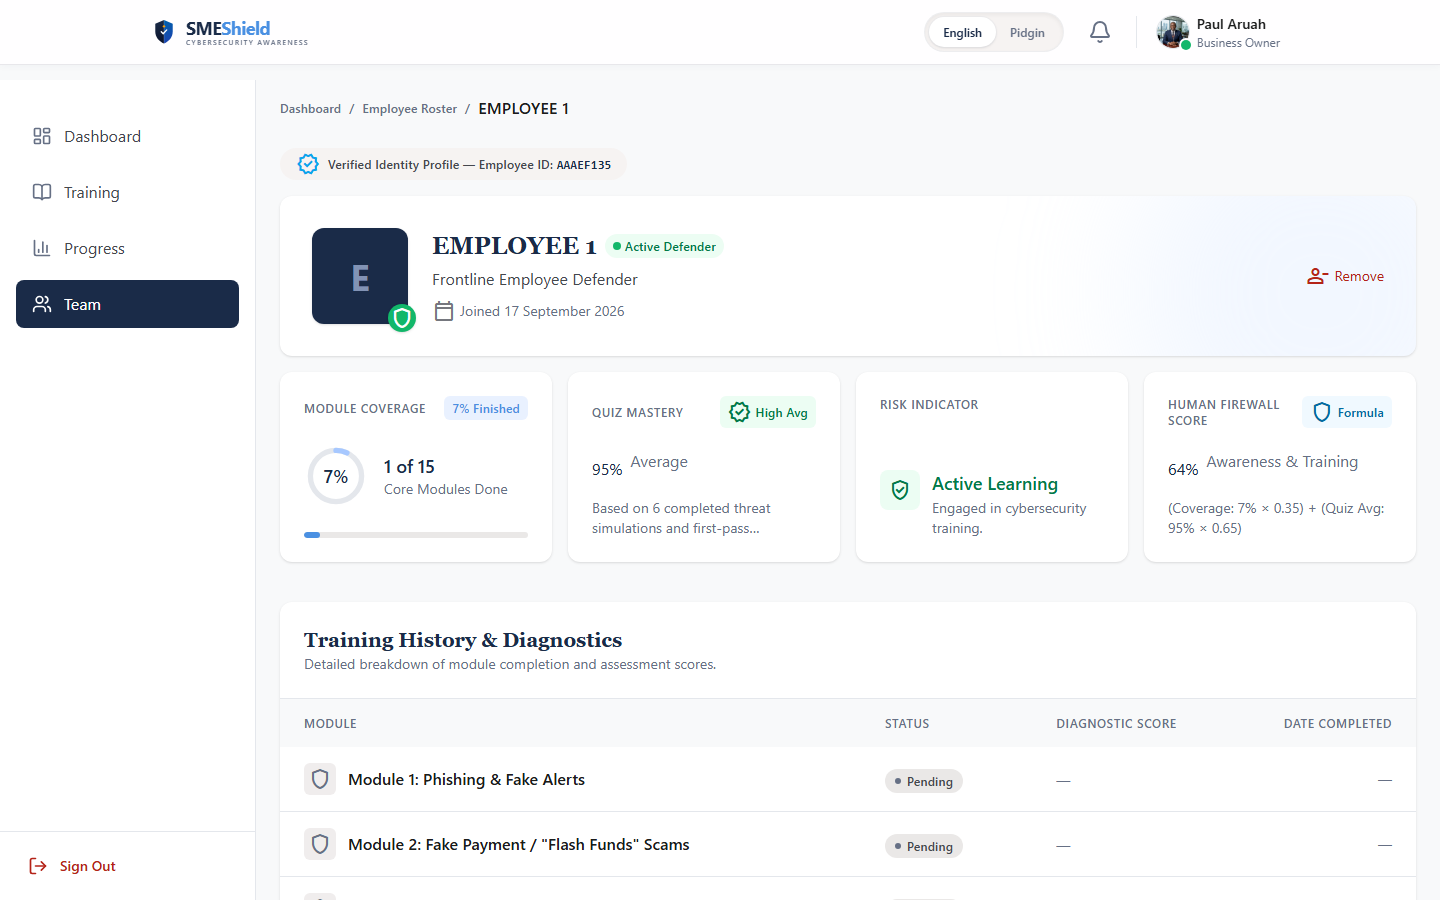 SMEShield
CYBERSECURITY AWARENESS
English
Pidgin
Paul Aruah
Business Owner
Dashboard
Training
Progress
Team
Sign Out
Dashboard / Employee Roster / EMPLOYEE 1
Verified Identity Profile — Employee ID: AAAEF135
E
EMPLOYEE 1
Active Defender
Frontline Employee Defender
Joined 17 September 2026
Remove
MODULE COVERAGE
7% Finished
7%
1 of 15
Core Modules Done
QUIZ MASTERY
High Avg
95% Average
Based on 6 completed threat
simulations and first-pass...
RISK INDICATOR
Active Learning
Engaged in cybersecurity
training.
HUMAN FIREWALL
SCORE
Formula
64% Awareness & Training
(Coverage: 7% × 0.35) + (Quiz Avg:
95% × 0.65)
Training History & Diagnostics
Detailed breakdown of module completion and assessment scores.
MODULE STATUS DIAGNOSTIC SCORE DATE COMPLETED
Module 1: Phishing & Fake Alerts Pending — —
Module 2: Fake Payment / "Flash Funds" Scams Pending — —